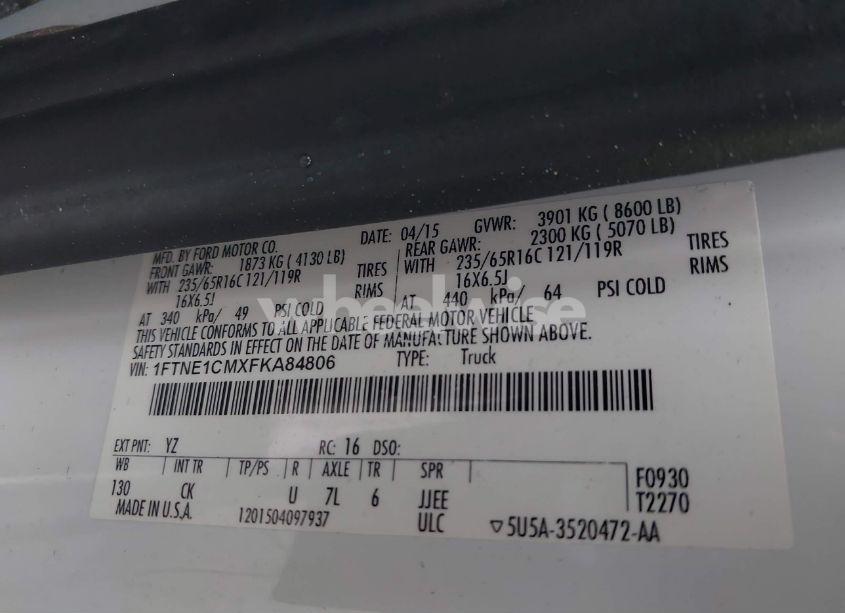 MFD. BY FORD MOTOR CO. DATE: 04/15 GVWR: 3901 KG ( 8600 LB)
FRONT GAWR: 1873 KG ( 4130 LB) REAR GAWR: 2300 KG ( 5070 LB)
WITH 235/65R16C 121/119R TIRES WITH 235/65R16C 121/119R TIRES
16X6.5J RIMS 16X6.5J RIMS
AT 340 kPa/ 49 PSI COLD AT 440 kPa/ 64 PSI COLD
wheelwise
THIS VEHICLE CONFORMS TO ALL APPLICABLE FEDERAL MOTOR VEHICLE
SAFETY STANDARDS IN EFFECT ON THE DATE OF MANUFACTURE SHOWN ABOVE.
VIN: 1FTNE1CMXFKA84806 TYPE: Truck
EXT PNT: YZ RC: 16 DSO:
WB INT TR TP/PS R AXLE TR SPR F0930
130 CK U 7L 6 JJEE T2270
MADE IN U.S.A. 1201504097937 ULC ▽5U5A-3520472-AA